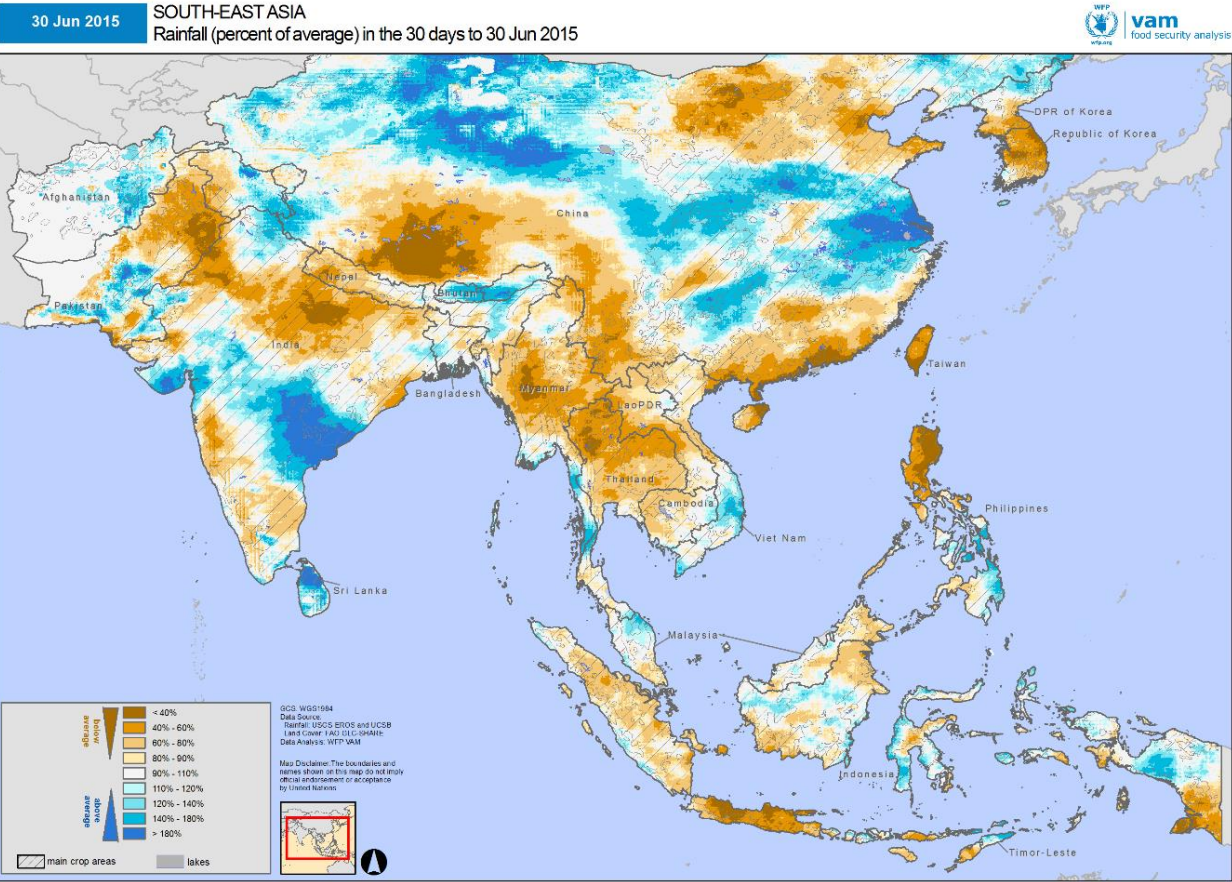 30 Jun 2015
SOUTH-EAST ASIA
Rainfall (percent of average) in the 30 days to 30 Jun 2015
WFP
wfp.org
vam
food security analysis
DPR of Korea
Republic of Korea
Afghanistan
China
Nepal
Bhutan
Pakistan
India
Bangladesh
Myanmar
Taiwan
LaoPDR
Thailand
Cambodia
Philippines
Viet Nam
Sri Lanka
Malaysia
Indonesia
Timor-Leste
below
average
above
average
< 40%
40% - 60%
60% - 80%
80% - 90%
90% - 110%
110% - 120%
120% - 140%
140% - 180%
> 180%
main crop areas
lakes
GCS: WGS1984
Data Source:
Rainfall: USGS EROS and UCSB
Land Cover: FAO GLC-SHARE
Data Analysis: WFP VAM
Map Disclaimer: The boundaries and
names shown on this map do not imply
official endorsement or acceptance
by United Nations